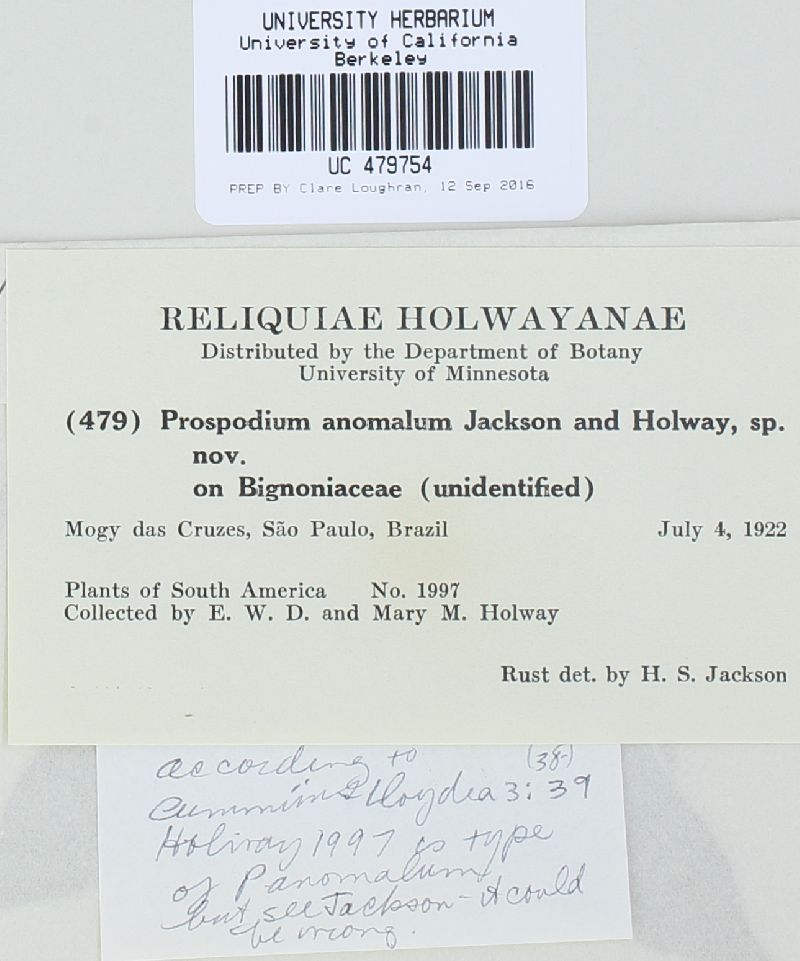 UNIVERSITY HERBARIUM
University of California
Berkeley
UC 479754
PREP BY Clare Loughran, 12 Sep 2016
RELIQUIAE HOLWAYANAE
Distributed by the Department of Botany
University of Minnesota
(479) Prospodium anomalum Jackson and Holway, sp.
nov.
on Bignoniaceae (unidentified)
Mogy das Cruzes, São Paulo, Brazil July 4, 1922
Plants of South America No. 1997
Collected by E. W. D. and Mary M. Holway
Rust det. by H. S. Jackson
according to (38-)
Cummins Lloydia 3: 39
Holway 1997 is type
of P anomalum
but see Jackson - it could
be wrong.